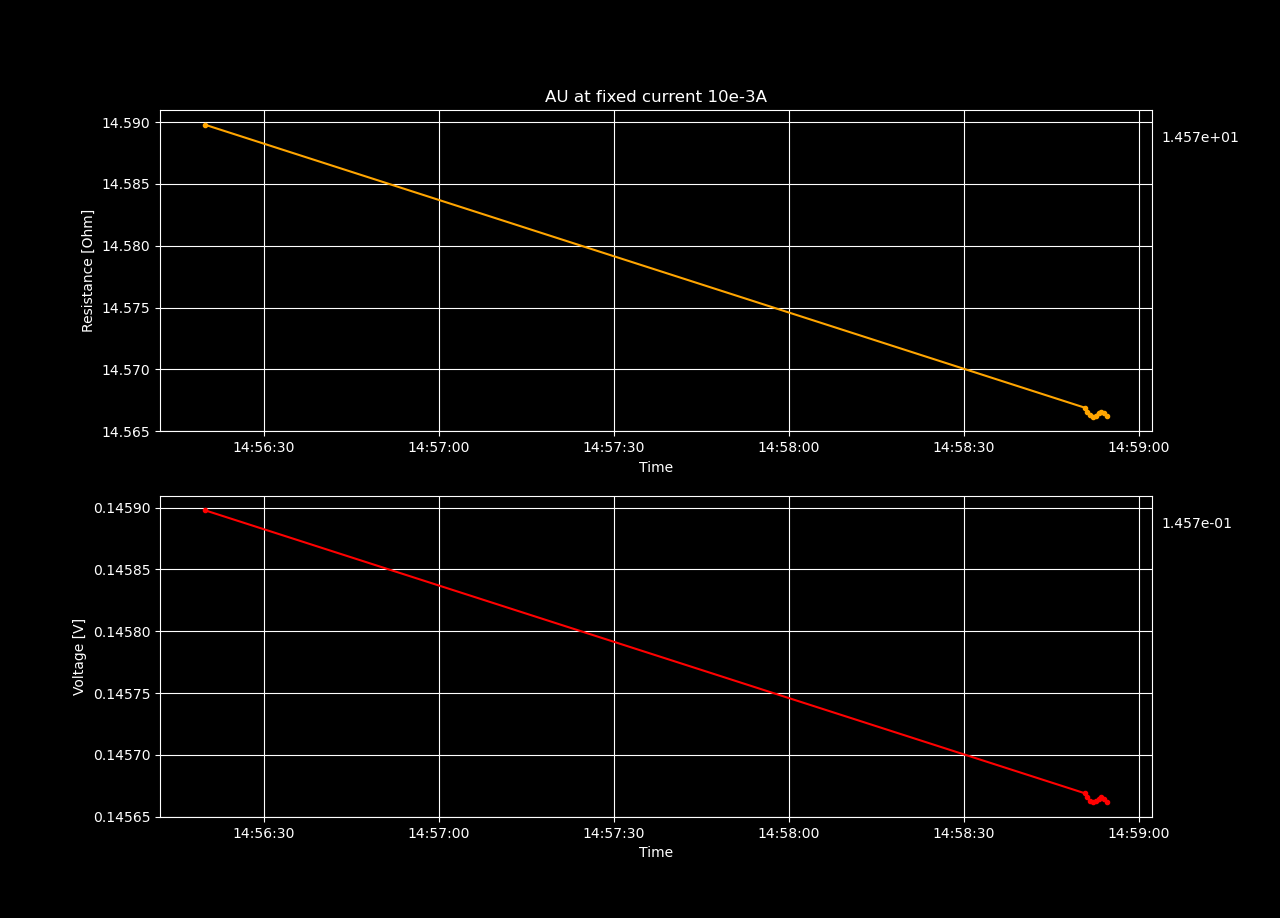 AU at fixed current 10e-3A
14.590
14.585
14.580
14.575
14.570
14.565
Resistance [Ohm]
1.457e+01
14:56:30 14:57:00 14:57:30 14:58:00 14:58:30 14:59:00
Time
0.14590
0.14585
0.14580
0.14575
0.14570
0.14565
Voltage [V]
1.457e-01
14:56:30 14:57:00 14:57:30 14:58:00 14:58:30 14:59:00
Time